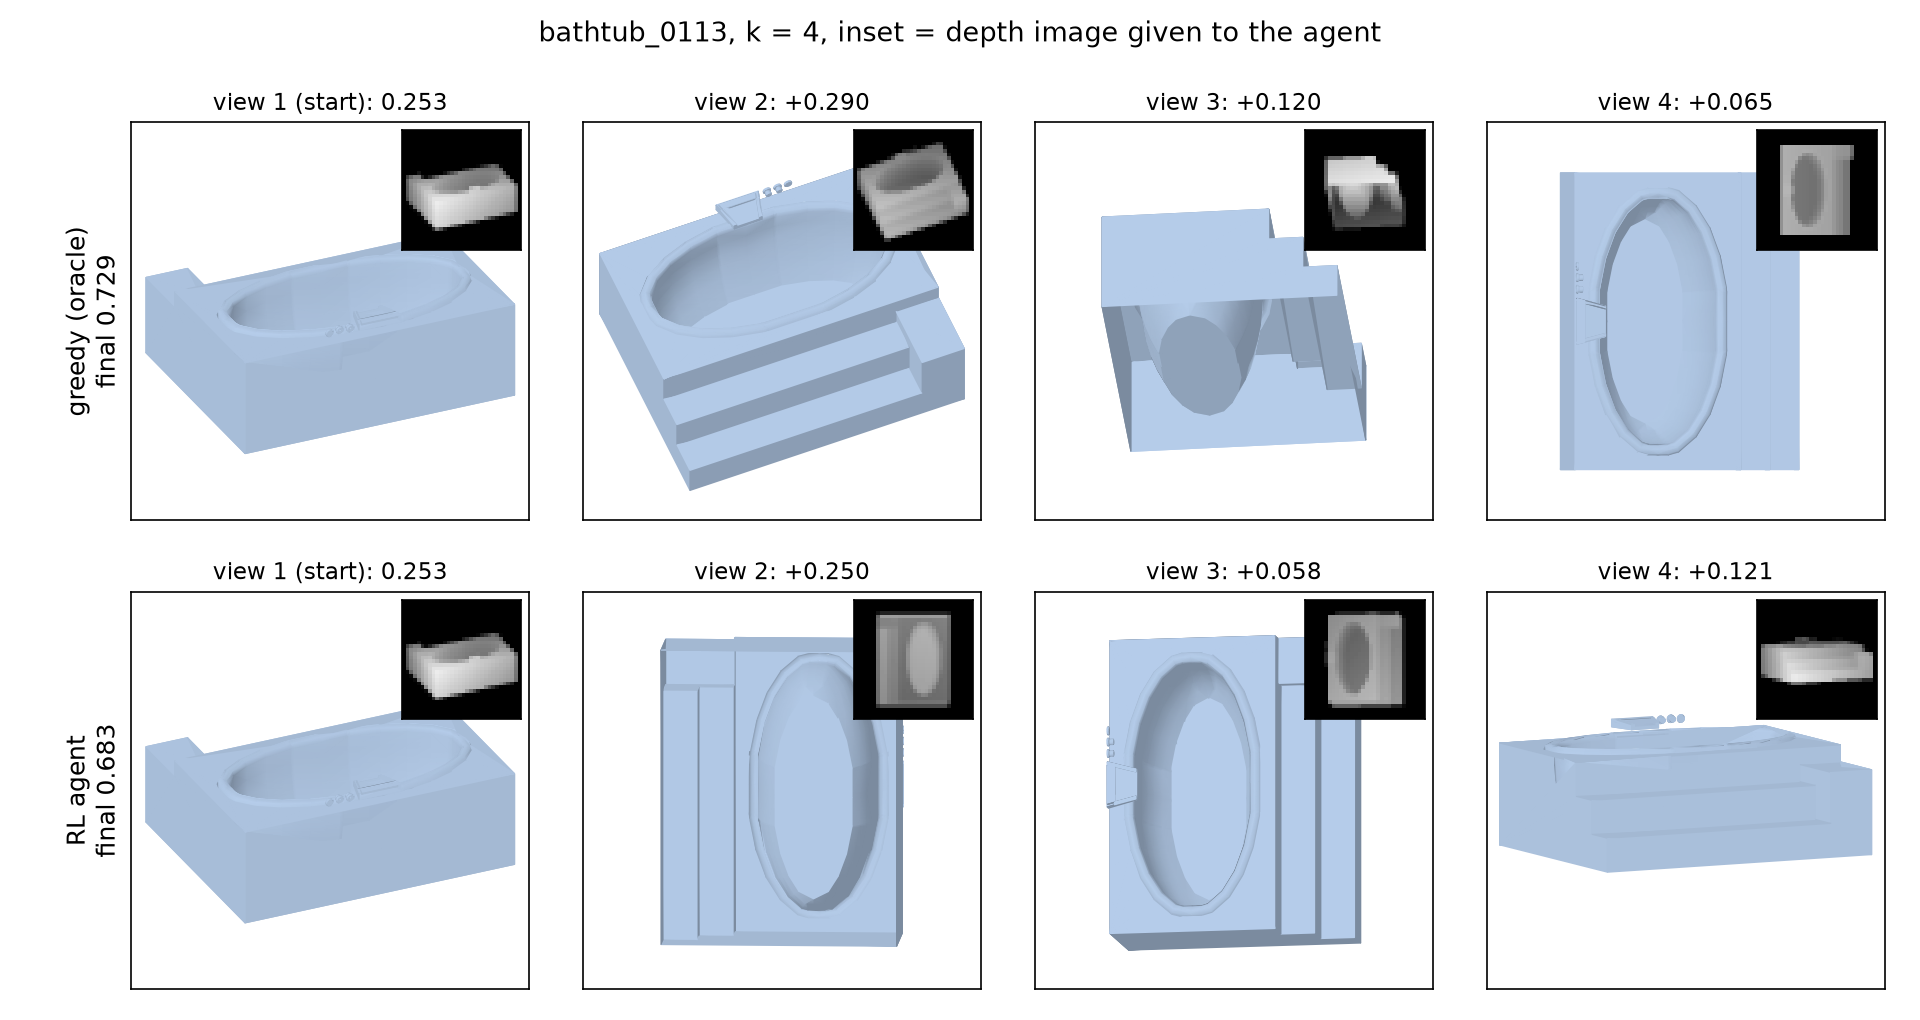 bathtub_0113, k = 4, inset = depth image given to the agent
view 1 (start): 0.253
view 2: +0.290
view 3: +0.120
view 4: +0.065
greedy (oracle)
final 0.729
view 1 (start): 0.253
view 2: +0.250
view 3: +0.058
view 4: +0.121
RL agent
final 0.683